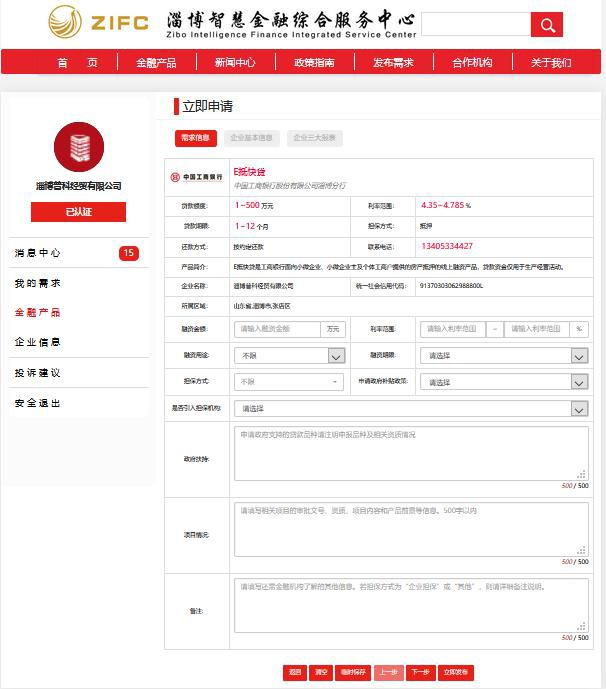 ZIFC 淄博智慧金融综合服务中心
Zibo Intelligence Finance Integrated Service Center
首 页 金融产品 新闻中心 政策指南 发布需求 合作机构 关于我们
立即申请
需求信息 企业基本信息 企业三大报表
淄博普科经贸有限公司
已认证
消息中心 15
我的需求
金融产品
企业信息
投诉建议
安全退出
中国工商银行 E抵快贷
中国工商银行股份有限公司淄博分行
贷款额度: 1~500 万元 利率范围: 4.35~4.785 %
贷款期限: 1~12 个月 担保方式: 抵押
还款方式: 按约定还款 联系电话: 13405334427
产品简介: E抵快贷是工商银行面向小微企业、小微企业主及个体工商户提供的房产抵押的线上融资产品，贷款资金仅用于生产经营活动。
企业名称: 淄博普科经贸有限公司 统一社会信用代码: 91370303062988800L
所属区域: 山东省,淄博市,张店区
融资金额: 请输入融资金额 万元 利率范围: 请输入利率范围 ~ 请输入利率范围 %
融资用途: 不限 融资期限: 请选择
担保方式: 不限 申请政府补贴政策: 请选择
是否引入担保机构: 请选择
政府扶持: 申请政府支持的贷款品种请注明申报品种及相关资质情况
500 / 500
项目情况: 请填写相关项目的审批文号、资质、项目内容和产品前景等信息。500字以内
500 / 500
备注: 请填写还需金融机构了解的其他信息。若担保方式为“企业担保”或“其他”，则请详细备注说明。
500 / 500
返回 清空 临时保存 上一步 下一步 立即发布